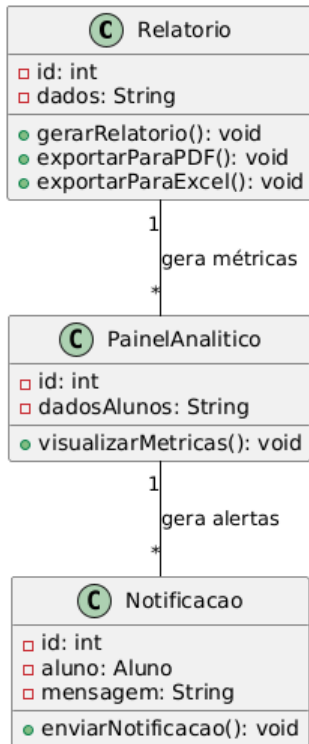 C Relatorio
id: int
dados: String
gerarRelatorio(): void
exportarParaPDF(): void
exportarParaExcel(): void
1
gera métricas
*
C PainelAnalitico
id: int
dadosAlunos: String
visualizarMetricas(): void
1
gera alertas
*
C Notificacao
id: int
aluno: Aluno
mensagem: String
enviarNotificacao(): void